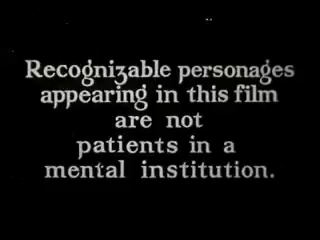 Recognizable personages
appearing in this film
are not
patients in a
mental institution.